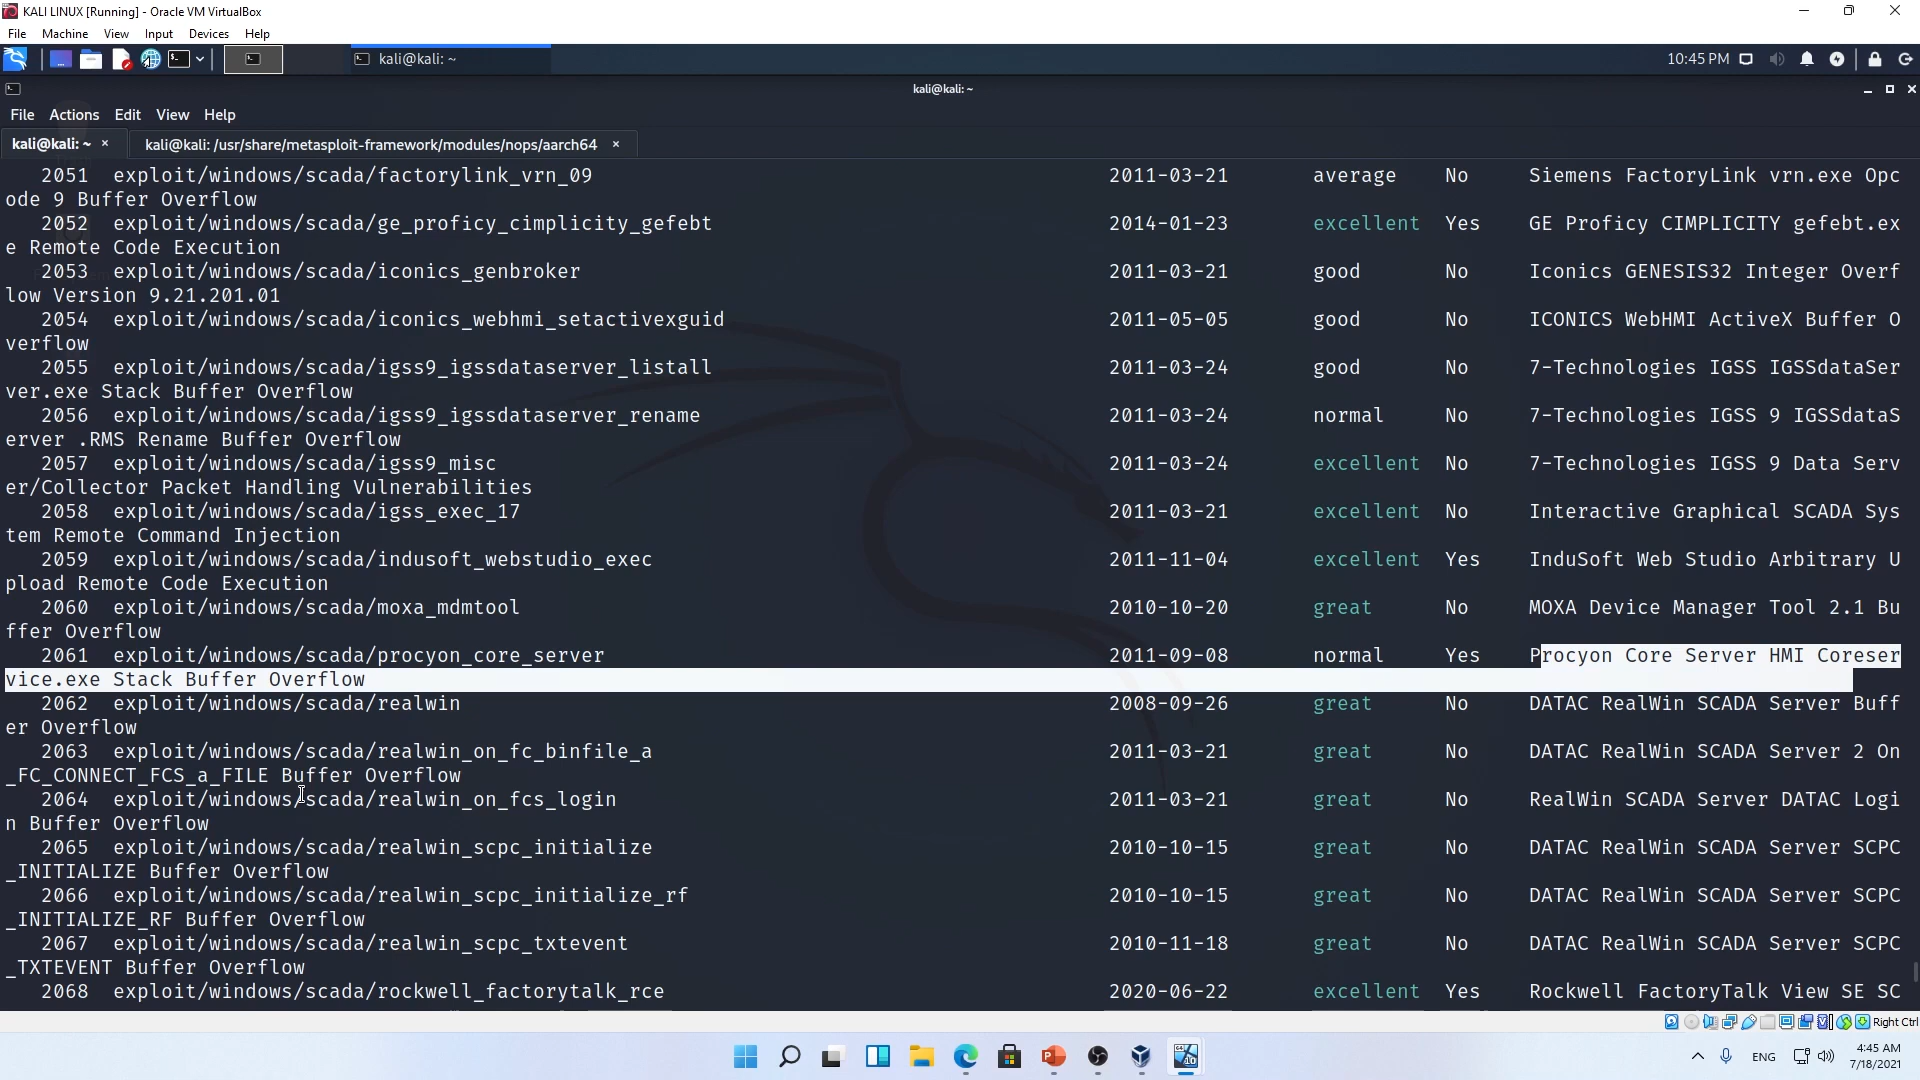 KALI LINUX [Running] - Oracle VM VirtualBox
File Machine View Input Devices Help
kali@kali: ~ 10:45 PM
kali@kali: ~
File Actions Edit View Help
kali@kali: ~ × kali@kali: /usr/share/metasploit-framework/modules/nops/aarch64 ×
2051 exploit/windows/scada/factorylink_vrn_09 2011-03-21 average No Siemens FactoryLink vrn.exe Opc
ode 9 Buffer Overflow
2052 exploit/windows/scada/ge_proficy_cimplicity_gefebt 2014-01-23 excellent Yes GE Proficy CIMPLICITY gefebt.ex
e Remote Code Execution
2053 exploit/windows/scada/iconics_genbroker 2011-03-21 good No Iconics GENESIS32 Integer Overf
low Version 9.21.201.01
2054 exploit/windows/scada/iconics_webhmi_setactivexguid 2011-05-05 good No ICONICS WebHMI ActiveX Buffer O
verflow
2055 exploit/windows/scada/igss9_igssdataserver_listall 2011-03-24 good No 7-Technologies IGSS IGSSdataSer
ver.exe Stack Buffer Overflow
2056 exploit/windows/scada/igss9_igssdataserver_rename 2011-03-24 normal No 7-Technologies IGSS 9 IGSSdataS
erver .RMS Rename Buffer Overflow
2057 exploit/windows/scada/igss9_misc 2011-03-24 excellent No 7-Technologies IGSS 9 Data Serv
er/Collector Packet Handling Vulnerabilities
2058 exploit/windows/scada/igss_exec_17 2011-03-21 excellent No Interactive Graphical SCADA Sys
tem Remote Command Injection
2059 exploit/windows/scada/indusoft_webstudio_exec 2011-11-04 excellent Yes InduSoft Web Studio Arbitrary U
pload Remote Code Execution
2060 exploit/windows/scada/moxa_mdmtool 2010-10-20 great No MOXA Device Manager Tool 2.1 Bu
ffer Overflow
2061 exploit/windows/scada/procyon_core_server 2011-09-08 normal Yes Procyon Core Server HMI Coreser
vice.exe Stack Buffer Overflow
2062 exploit/windows/scada/realwin 2008-09-26 great No DATAC RealWin SCADA Server Buff
er Overflow
2063 exploit/windows/scada/realwin_on_fc_binfile_a 2011-03-21 great No DATAC RealWin SCADA Server 2 On
_FC_CONNECT_FCS_a_FILE Buffer Overflow
2064 exploit/windows/scada/realwin_on_fcs_login 2011-03-21 great No RealWin SCADA Server DATAC Logi
n Buffer Overflow
2065 exploit/windows/scada/realwin_scpc_initialize 2010-10-15 great No DATAC RealWin SCADA Server SCPC
_INITIALIZE Buffer Overflow
2066 exploit/windows/scada/realwin_scpc_initialize_rf 2010-10-15 great No DATAC RealWin SCADA Server SCPC
_INITIALIZE_RF Buffer Overflow
2067 exploit/windows/scada/realwin_scpc_txtevent 2010-11-18 great No DATAC RealWin SCADA Server SCPC
_TXTEVENT Buffer Overflow
2068 exploit/windows/scada/rockwell_factorytalk_rce 2020-06-22 excellent Yes Rockwell FactoryTalk View SE SC
Right Ctrl
ENG 4:45 AM
7/18/2021